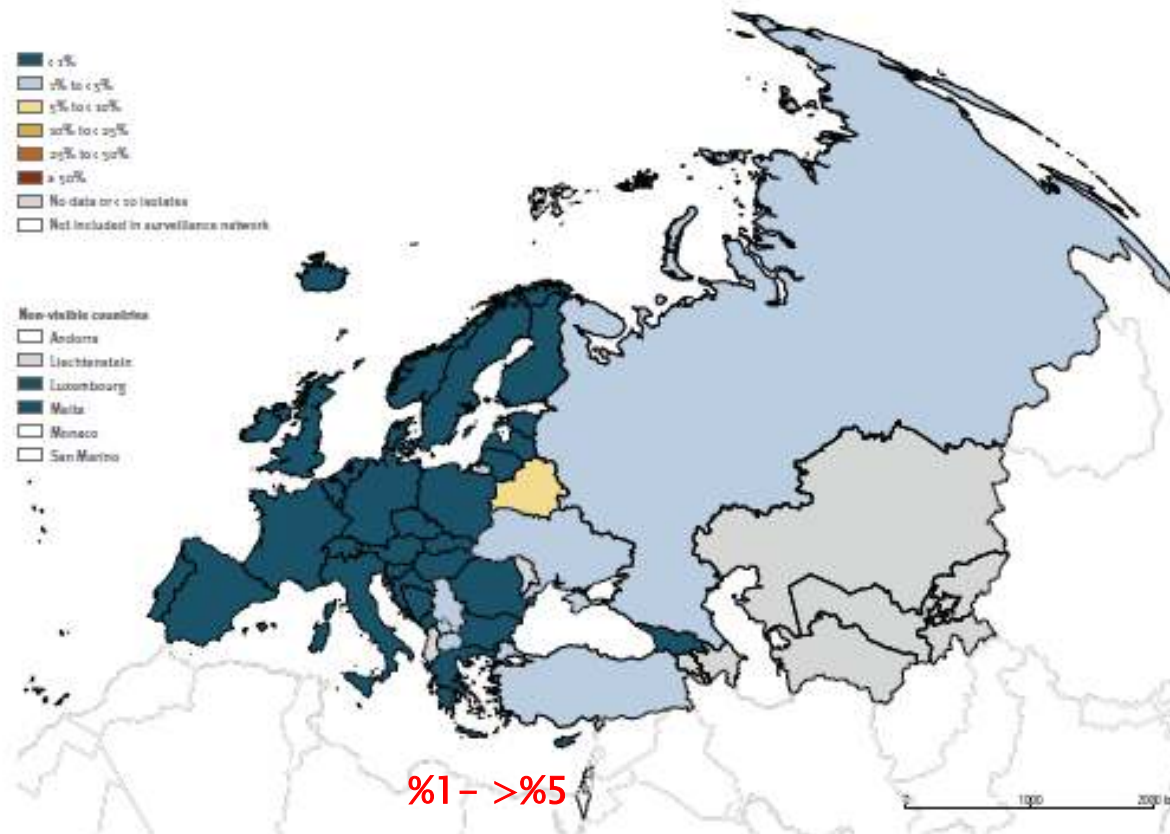 < 1%
1% to < 5%
5% to < 10%
10% to < 25%
25% to < 50%
≥ 50%
No data or < 10 isolates
Not included in surveillance network
Non-visible countries
Andorra
Liechtenstein
Luxembourg
Malta
Monaco
San Marino
%1 – >%5
0 1000 2000